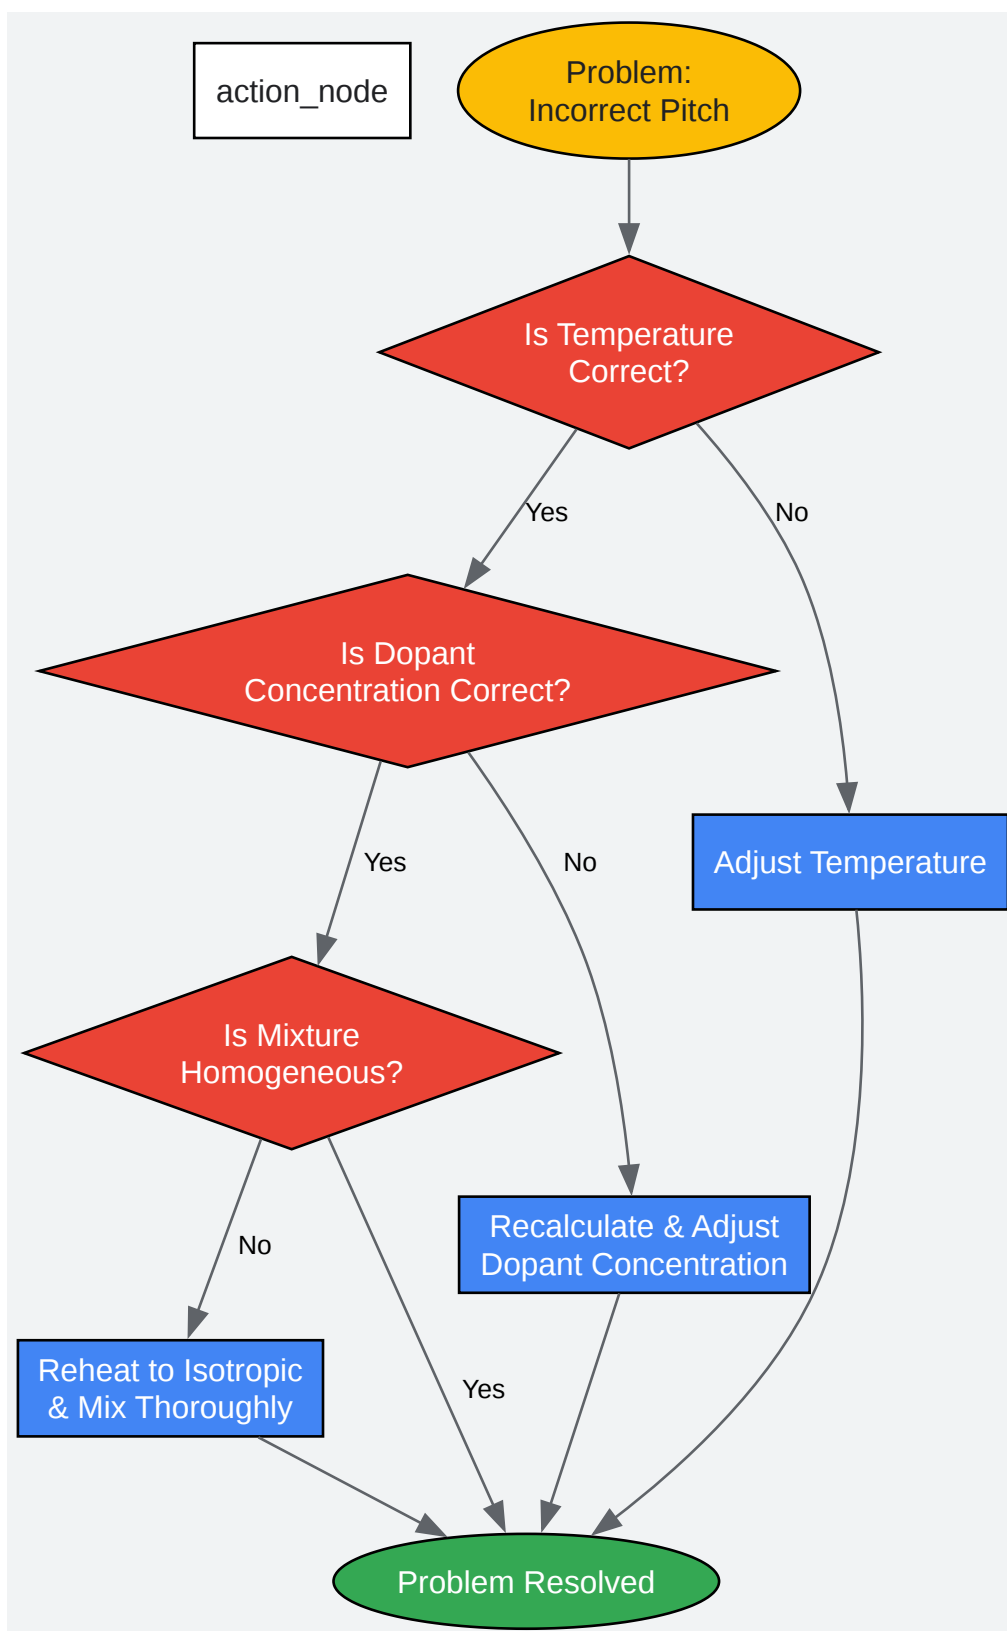 action_node
Problem:
Incorrect Pitch
Is Temperature
Correct?
Yes
No
Is Dopant
Concentration Correct?
Yes
No
Adjust Temperature
Is Mixture
Homogeneous?
No
Yes
Recalculate & Adjust
Dopant Concentration
Reheat to Isotropic
& Mix Thoroughly
Problem Resolved